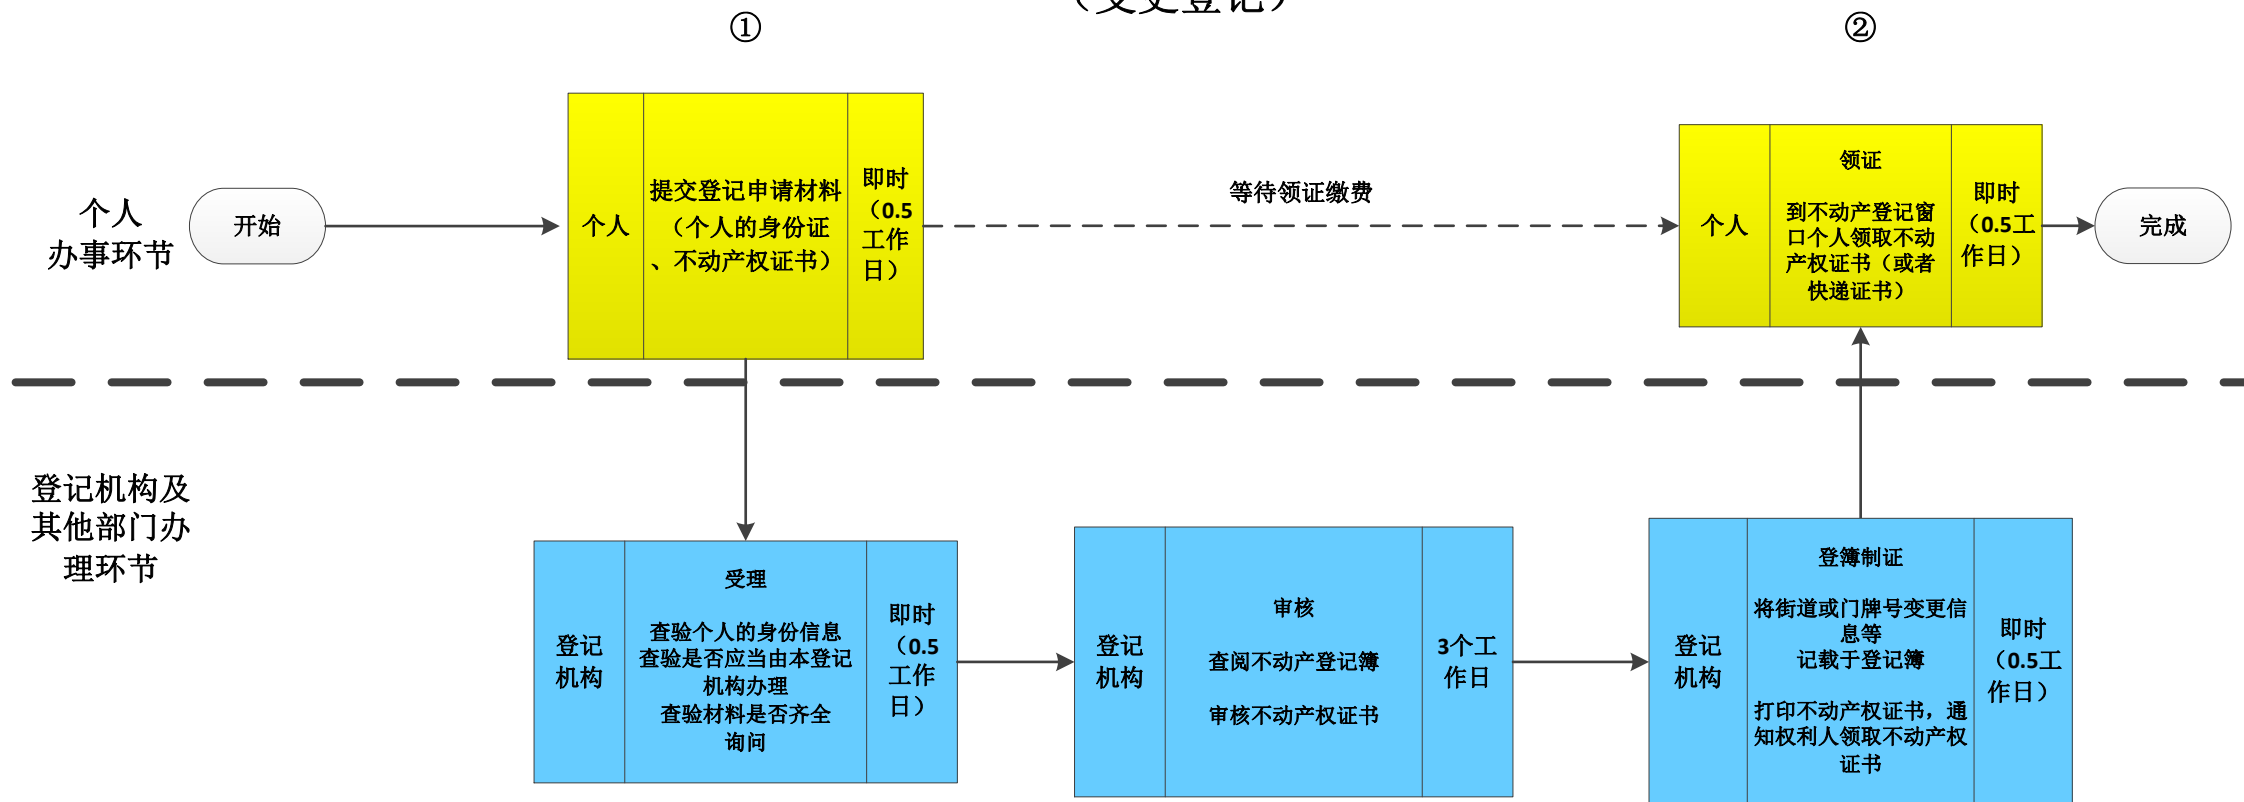 ①
②
个人
办事环节
开始
个人
提交登记申请材料
（个人的身份证
、不动产权证书）
即时
（0.5
工作
日）
等待领证缴费
个人
领证
到不动产登记窗
口个人领取不动
产权证书（或者
快递证书）
即时
（0.5工
作日）
完成
登记机构及
其他部门办
理环节
登记
机构
受理
查验个人的身份信息
查验是否应当由本登记
机构办理
查验材料是否齐全
询问
即时
（0.5
工作
日）
登记
机构
审核
查阅不动产登记簿
审核不动产权证书
3个工
作日
登记
机构
登簿制证
将街道或门牌号变更信
息等
记载于登记簿
打印不动产权证书，通
知权利人领取不动产权
证书
即时
（0.5工
作日）